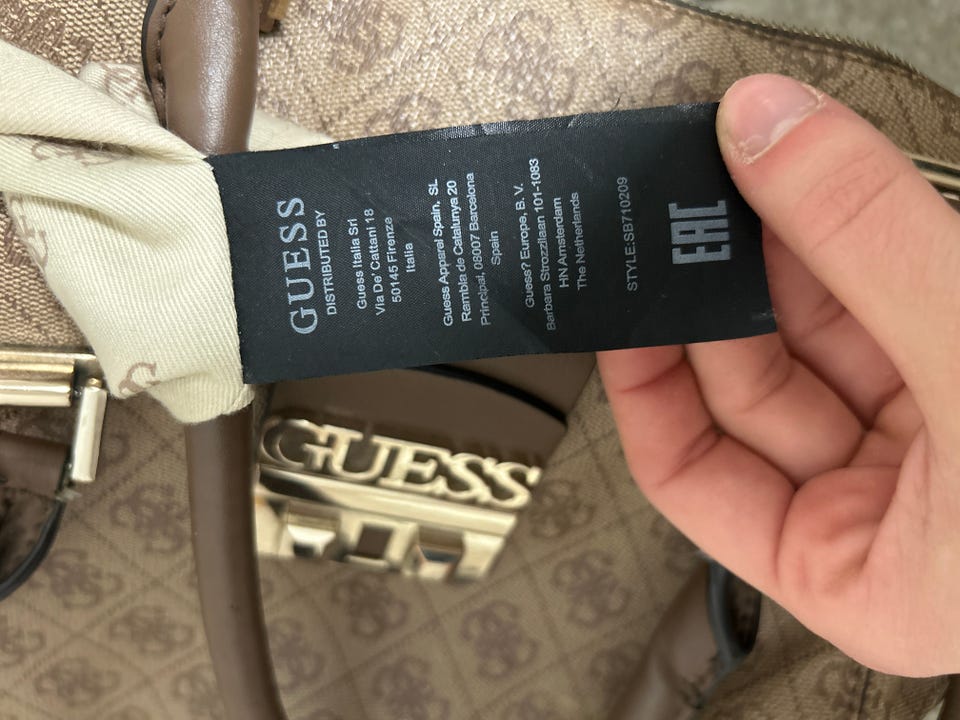 GUESS
DISTRIBUTED BY
Guess Italia Srl
Via De' Cattani 18
50145 Firenze
Italia
Guess Apparel Spain, SL
Rambla de Catalunya 20
Principal, 08007 Barcelona
Spain
Guess? Europe, B. V.
Barbara Strozzilaan 101-1083
HN Amsterdam
The Netherlands
STYLE:SB710209
EAC
GUESS